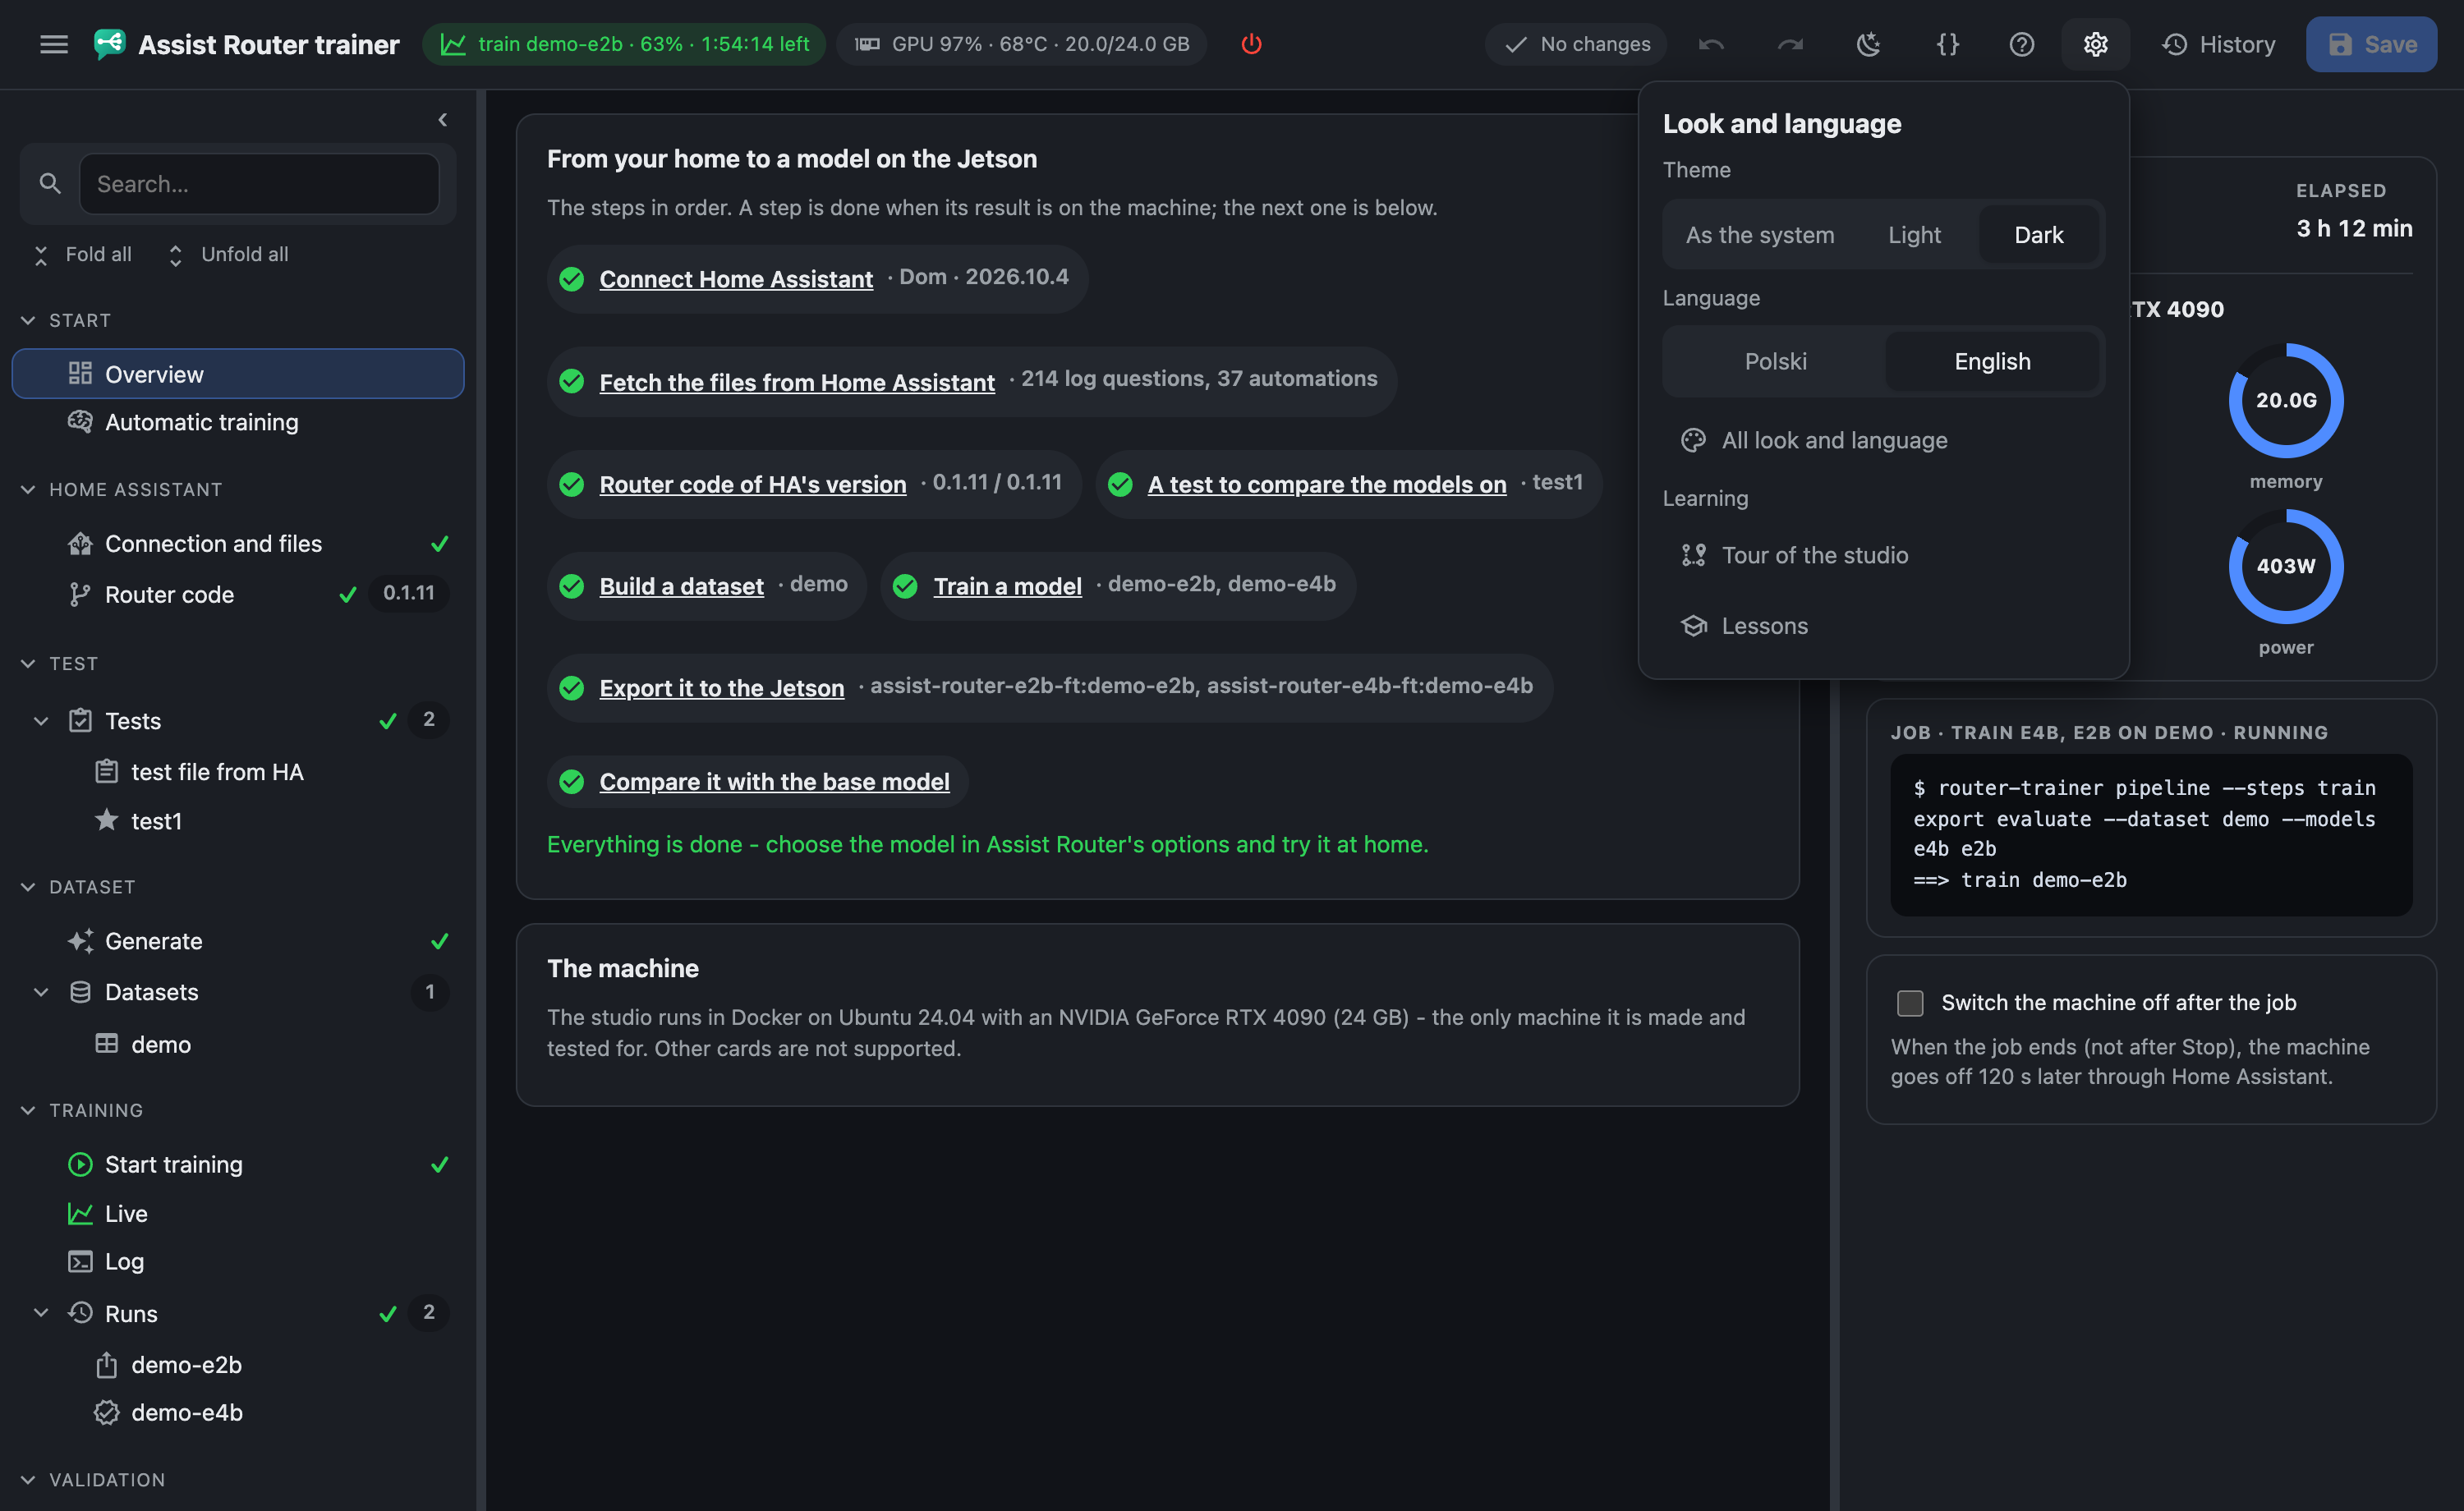 Assist Router trainer
train demo-e2b · 63% · 1:54:14 left
GPU 97% · 68°C · 20.0/24.0 GB
No changes
{}
History
Save
Search...
Fold all
Unfold all
START
Overview
Automatic training
HOME ASSISTANT
Connection and files
Router code
0.1.11
TEST
Tests
2
test file from HA
test1
DATASET
Generate
Datasets
1
demo
TRAINING
Start training
Live
Log
Runs
2
demo-e2b
demo-e4b
VALIDATION
From your home to a model on the Jetson
The steps in order. A step is done when its result is on the machine; the next one is below.
Connect Home Assistant · Dom · 2026.10.4
Fetch the files from Home Assistant · 214 log questions, 37 automations
Router code of HA's version · 0.1.11 / 0.1.11
A test to compare the models on · test1
Build a dataset · demo
Train a model · demo-e2b, demo-e4b
Export it to the Jetson · assist-router-e2b-ft:demo-e2b, assist-router-e4b-ft:demo-e4b
Compare it with the base model
Everything is done - choose the model in Assist Router's options and try it at home.
The machine
The studio runs in Docker on Ubuntu 24.04 with an NVIDIA GeForce RTX 4090 (24 GB) - the only machine it is made and
tested for. Other cards are not supported.
Look and language
Theme
As the system
Light
Dark
Language
Polski
English
All look and language
Learning
Tour of the studio
Lessons
ELAPSED
3 h 12 min
TX 4090
20.0G
memory
403W
power
JOB · TRAIN E4B, E2B ON DEMO · RUNNING
$ router-trainer pipeline --steps train
export evaluate --dataset demo --models
e4b e2b
==> train demo-e2b
Switch the machine off after the job
When the job ends (not after Stop), the machine
goes off 120 s later through Home Assistant.